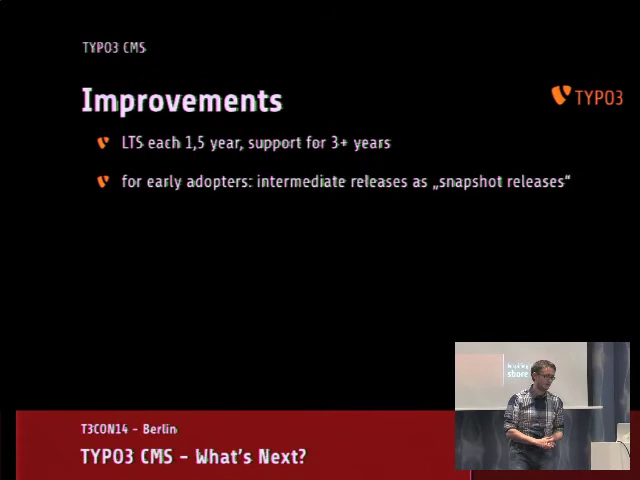 TYPO3 CMS
Improvements
TYPO3
LTS each 1,5 year, support for 3+ years
for early adopters: intermediate releases as „snapshot releases“
share
T3CON14 – Berlin
TYPO3 CMS – What's Next?